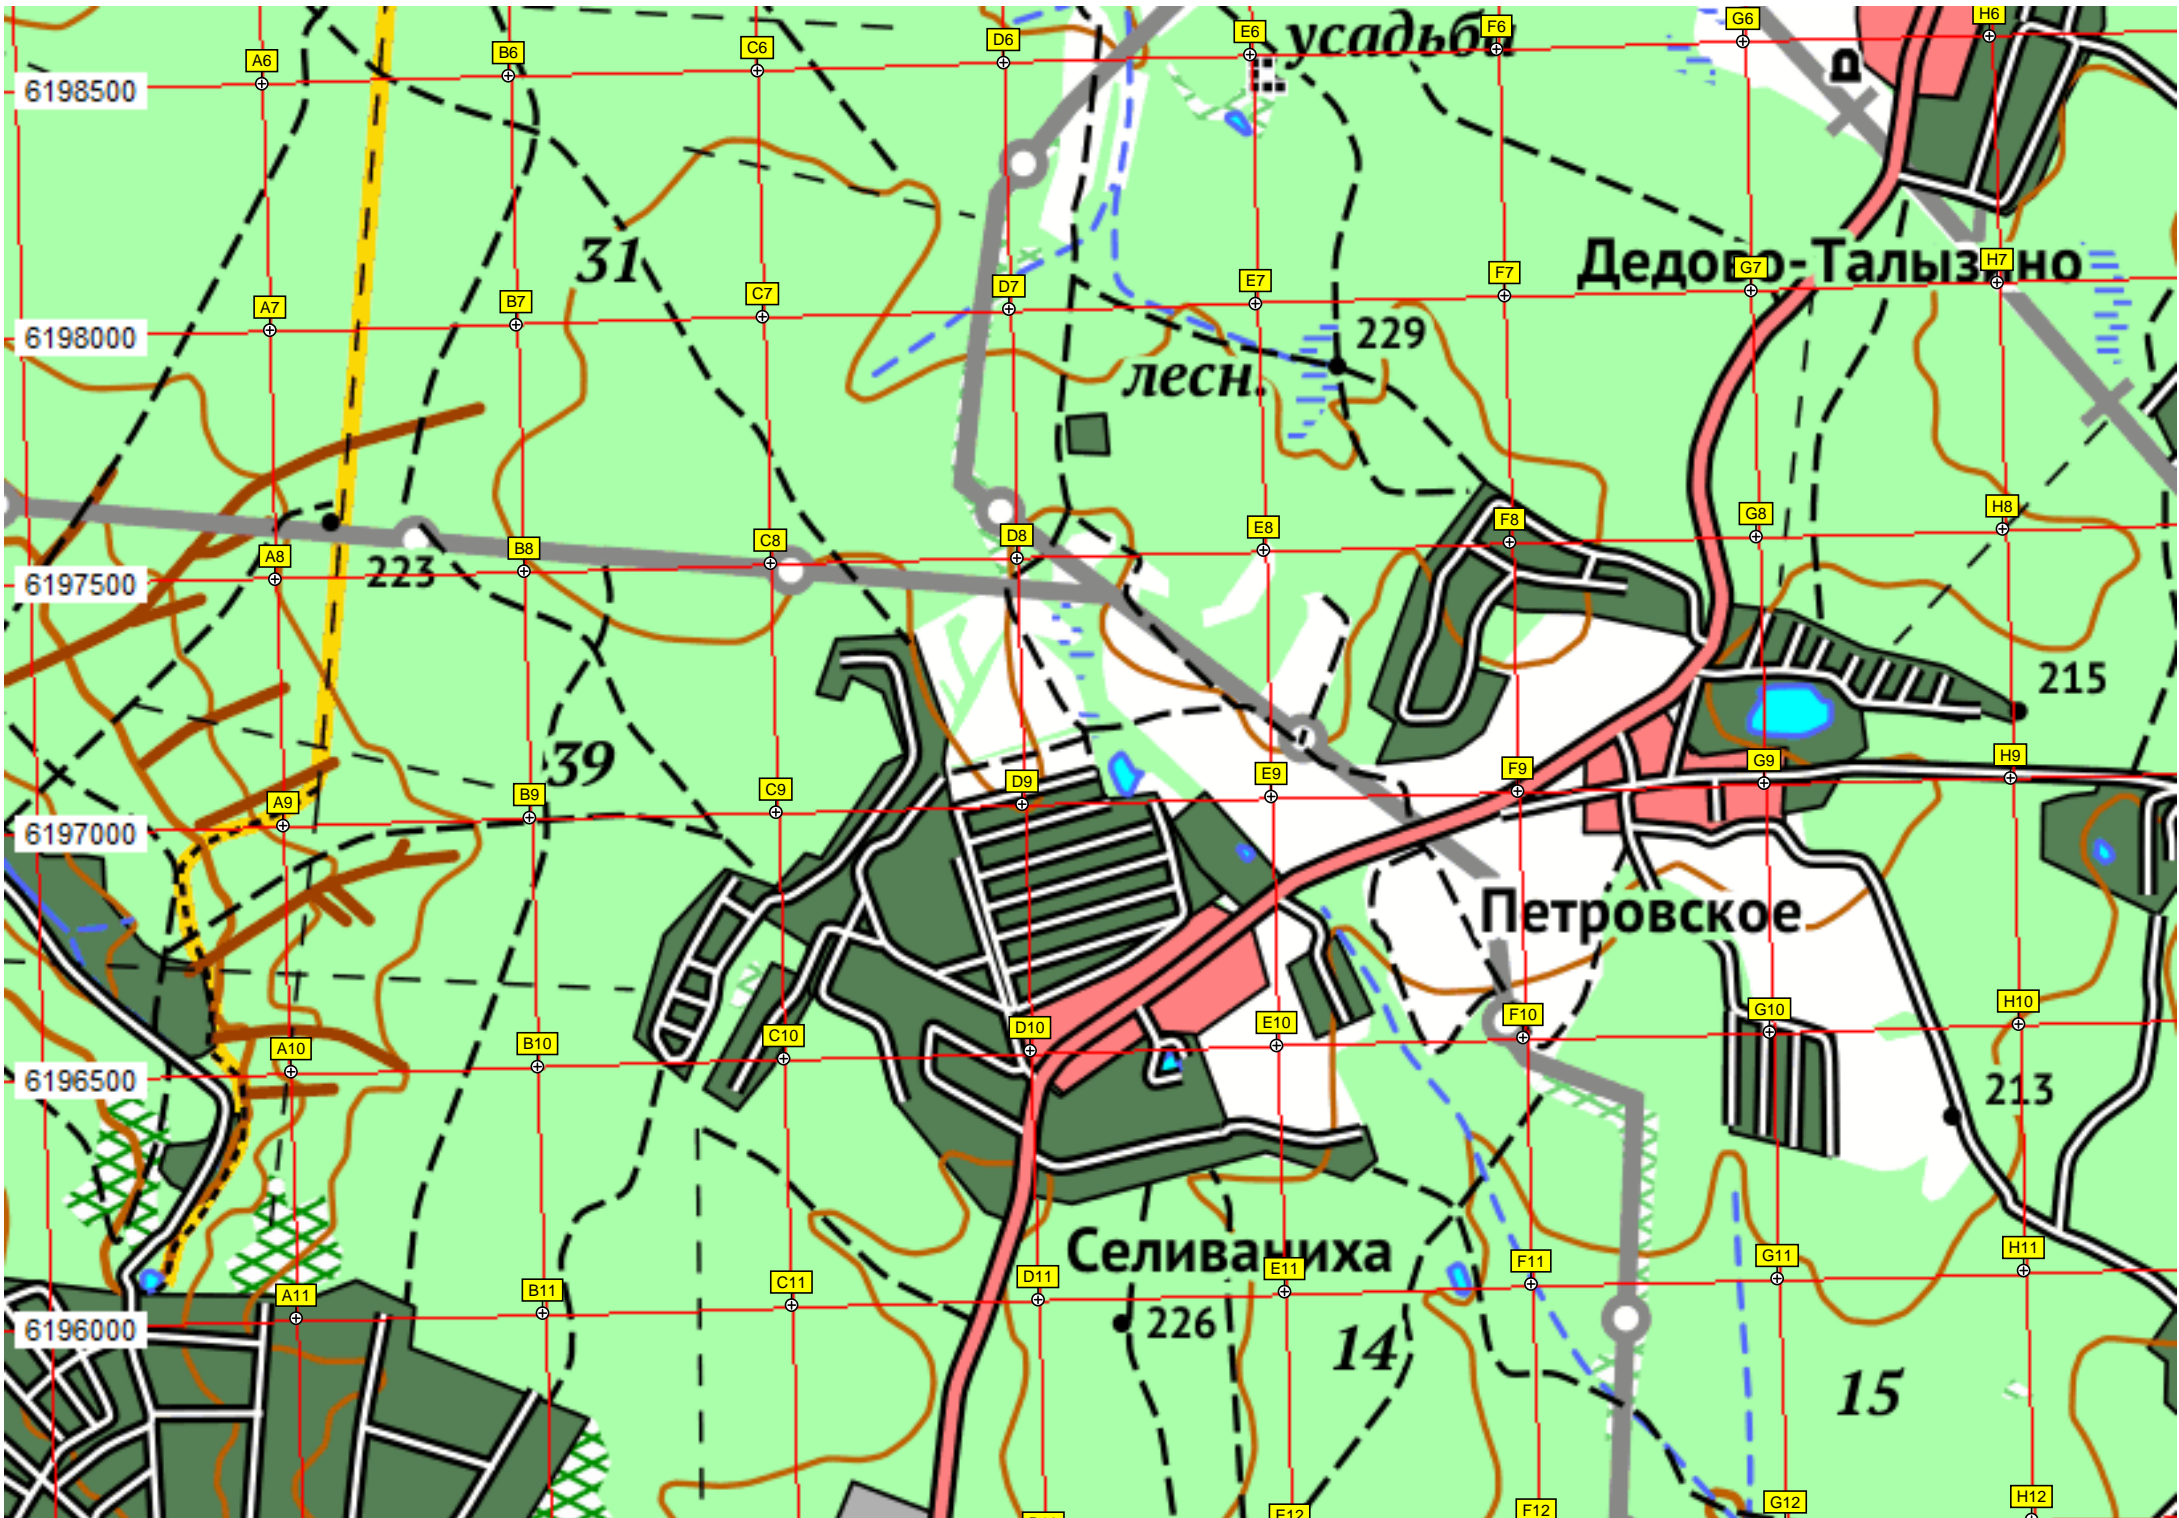 A6 B6 C6 D6 E6 усадьба F6 G6 H6
6198500
д
31
Дедово-Талызино
A7 B7 C7 D7 E7 F7 G7 H7
6198000
229
лесн.
A8 B8 C8 D8 E8 F8 G8 H8
223
6197500
215
39
A9 B9 C9 D9 E9 F9 G9 H9
6197000
Петровское
A10 B10 C10 D10 E10 F10 G10 H10
6196500
213
Селиваниха
A11 B11 C11 D11 E11 F11 G11 H11
6196000
226
14
15
E12 F12 G12 H12